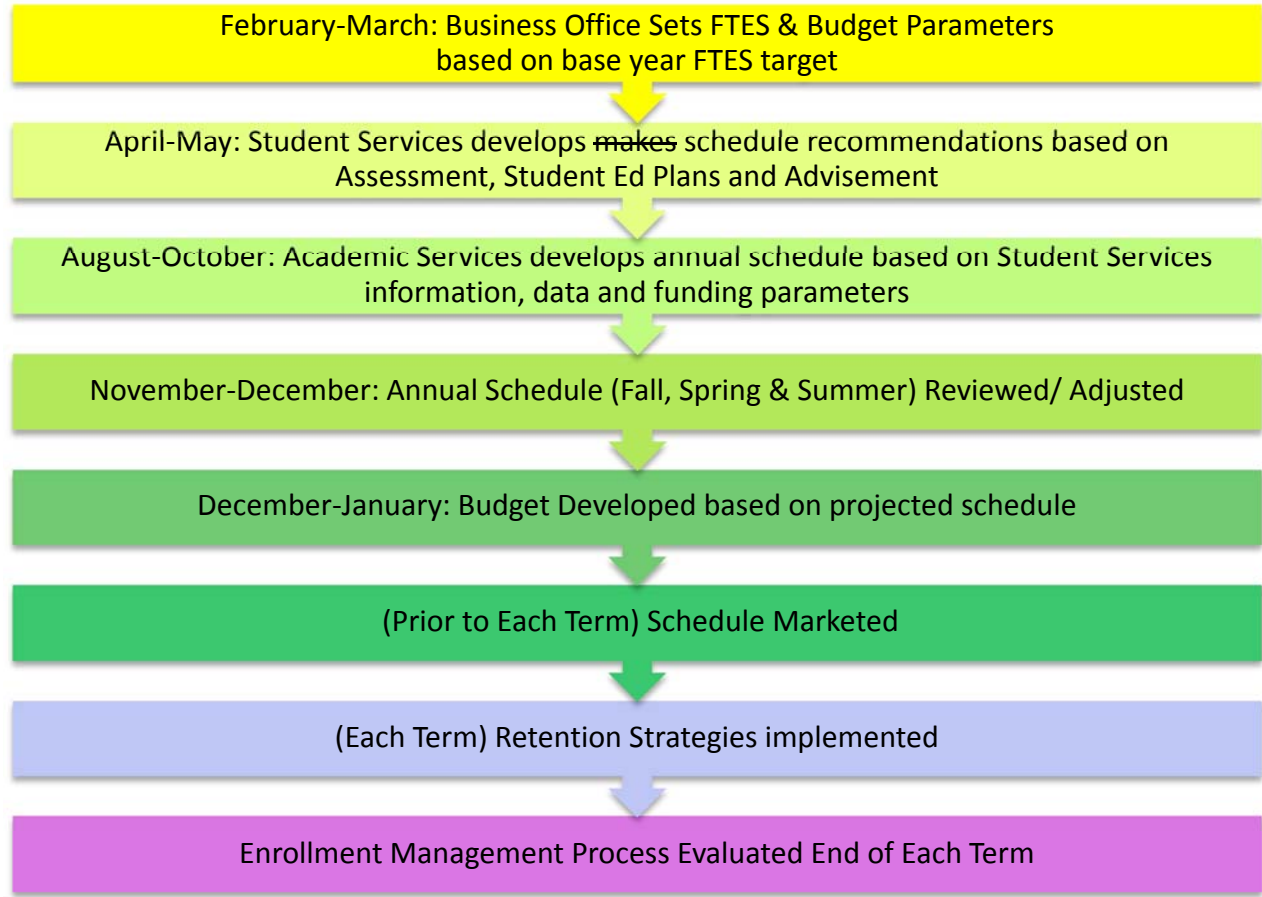 February-March: Business Office Sets FTES & Budget Parameters
based on base year FTES target
April-May: Student Services develops makes schedule recommendations based on
Assessment, Student Ed Plans and Advisement
August-October: Academic Services develops annual schedule based on Student Services
information, data and funding parameters
November-December: Annual Schedule (Fall, Spring & Summer) Reviewed/ Adjusted
December-January: Budget Developed based on projected schedule
(Prior to Each Term) Schedule Marketed
(Each Term) Retention Strategies implemented
Enrollment Management Process Evaluated End of Each Term